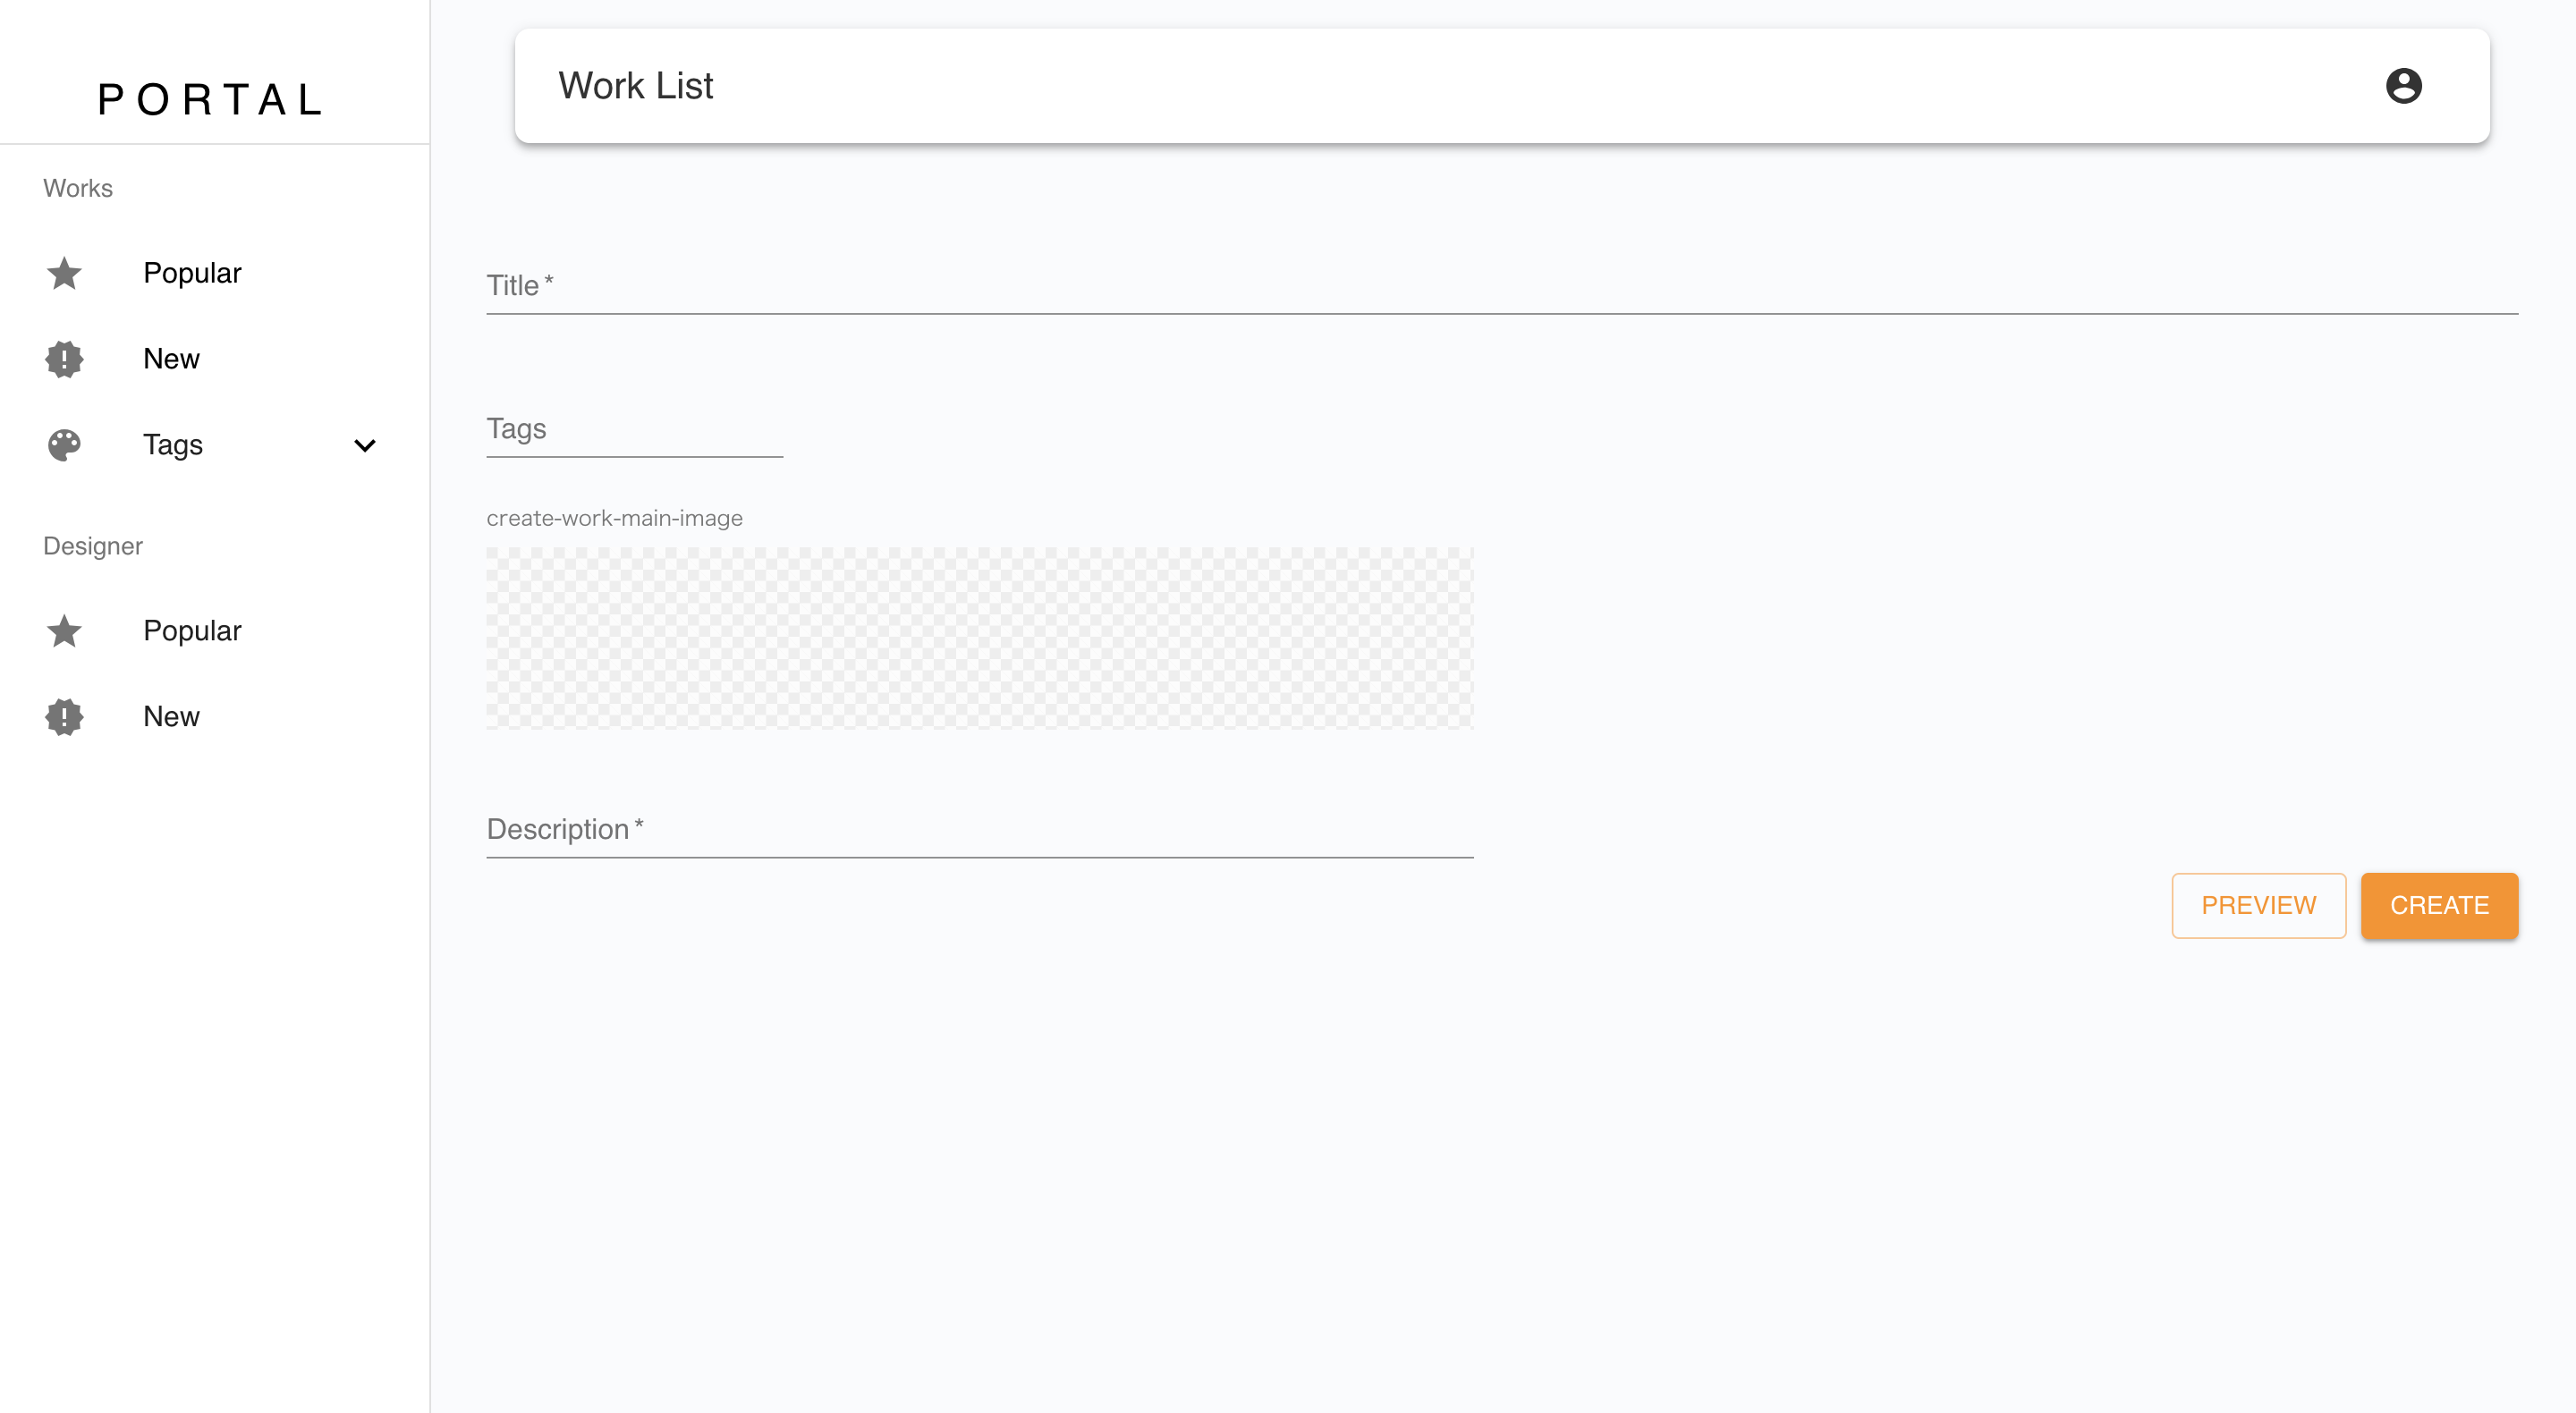 PORTAL
Works
Popular
New
Tags
Designer
Popular
New
Work List
Title *
Tags
create-work-main-image
Description *
PREVIEW
CREATE